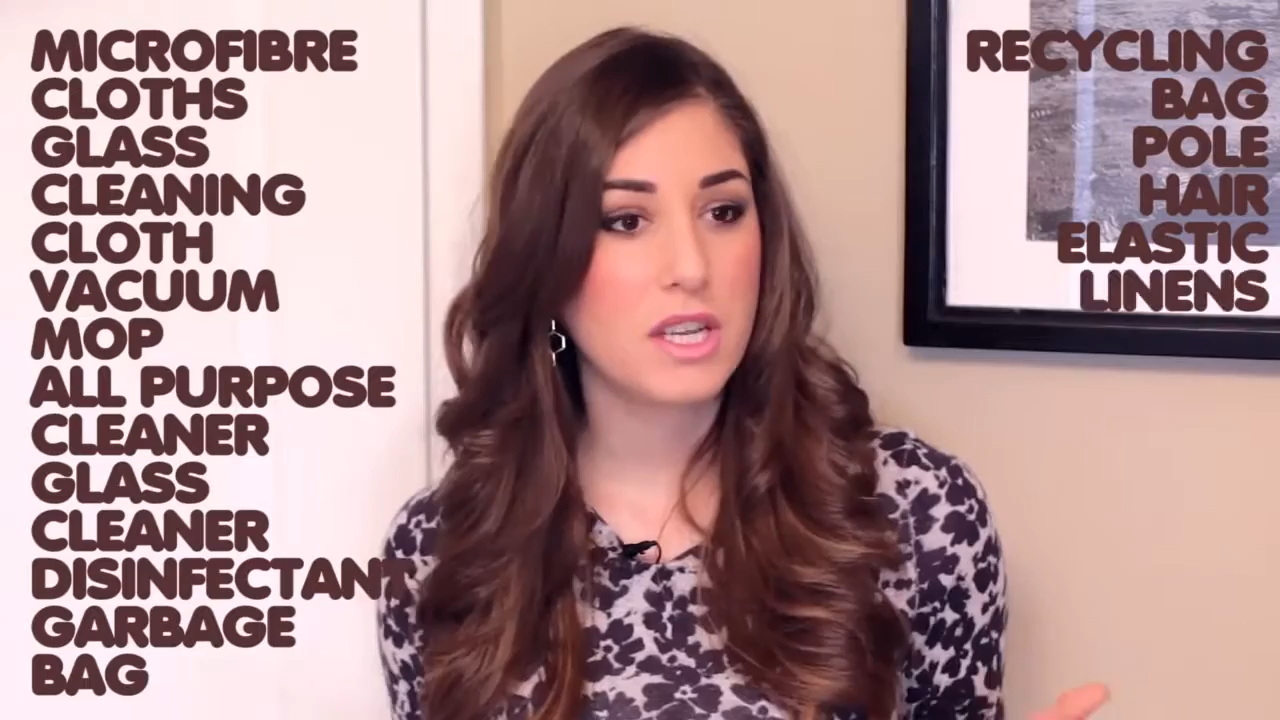 MICROFIBRE
CLOTHS
GLASS
CLEANING
CLOTH
VACUUM
MOP
ALL PURPOSE
CLEANER
GLASS
CLEANER
DISINFECTANT
GARBAGE
BAG
RECYCLING
BAG
POLE
HAIR
ELASTIC
LINENS